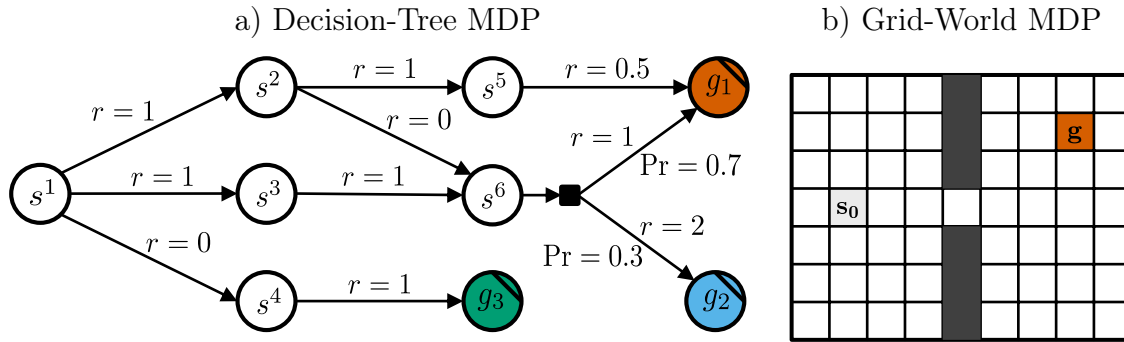 a) Decision-Tree MDP
b) Grid-World MDP
s² r = 1 s⁵ r = 0.5 g₁
r = 1 r = 0 r = 1
Pr = 0.7
s¹ r = 1 s³ r = 1 s⁶
r = 0 r = 2
Pr = 0.3
s⁴ r = 1 g₃ g₂
g
s₀